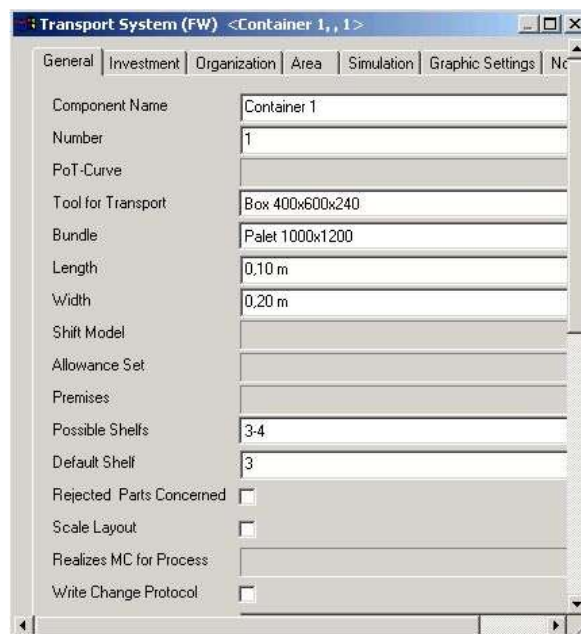 Transport System (FW) <Container 1, , 1>
General Investment Organization Area Simulation Graphic Settings No
Component Name Container 1
Number 1
PoT-Curve
Tool for Transport Box 400x600x240
Bundle Palet 1000x1200
Length 0,10 m
Width 0,20 m
Shift Model
Allowance Set
Premises
Possible Shelfs 3-4
Default Shelf 3
Rejected Parts Concerned
Scale Layout
Realizes MC for Process
Write Change Protocol